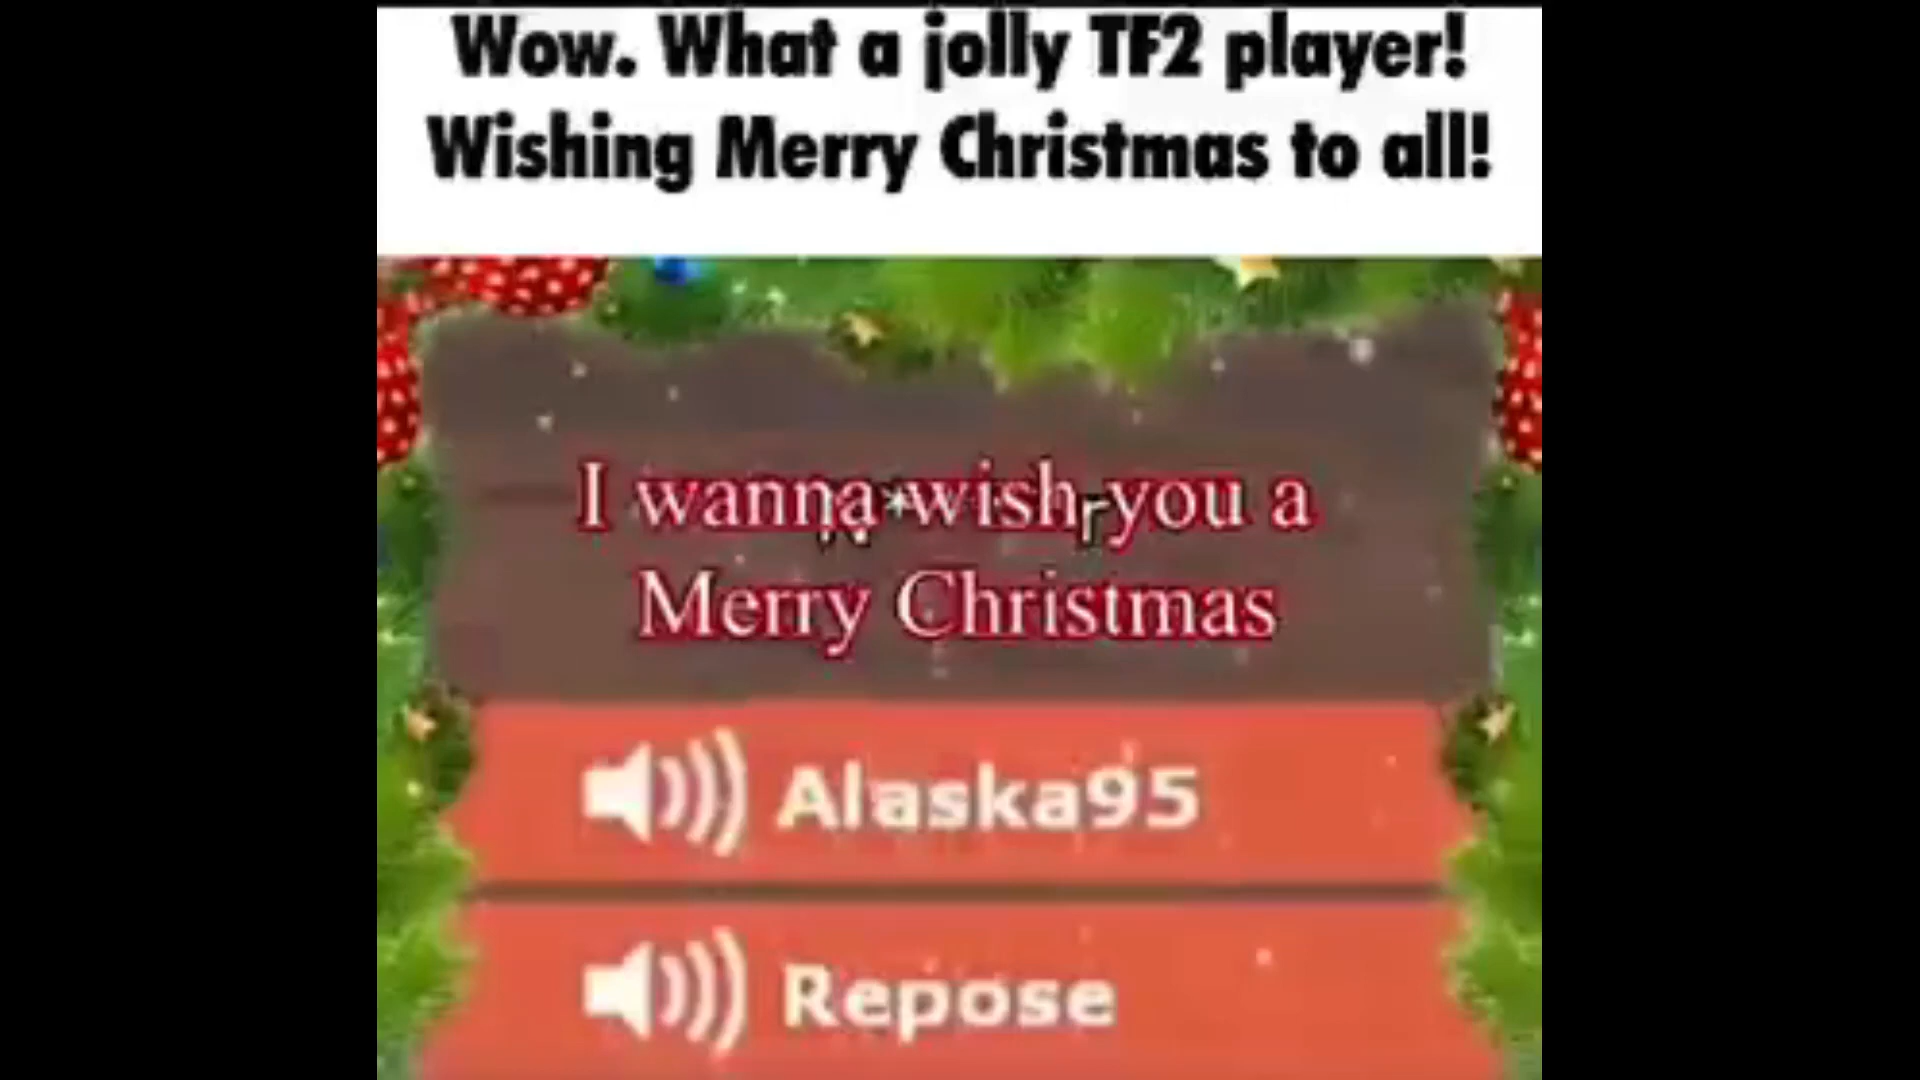 Wow. What a jolly TF2 player!
Wishing Merry Christmas to all!
I wanna wish you a
Merry Christmas
Alaska95
Repose